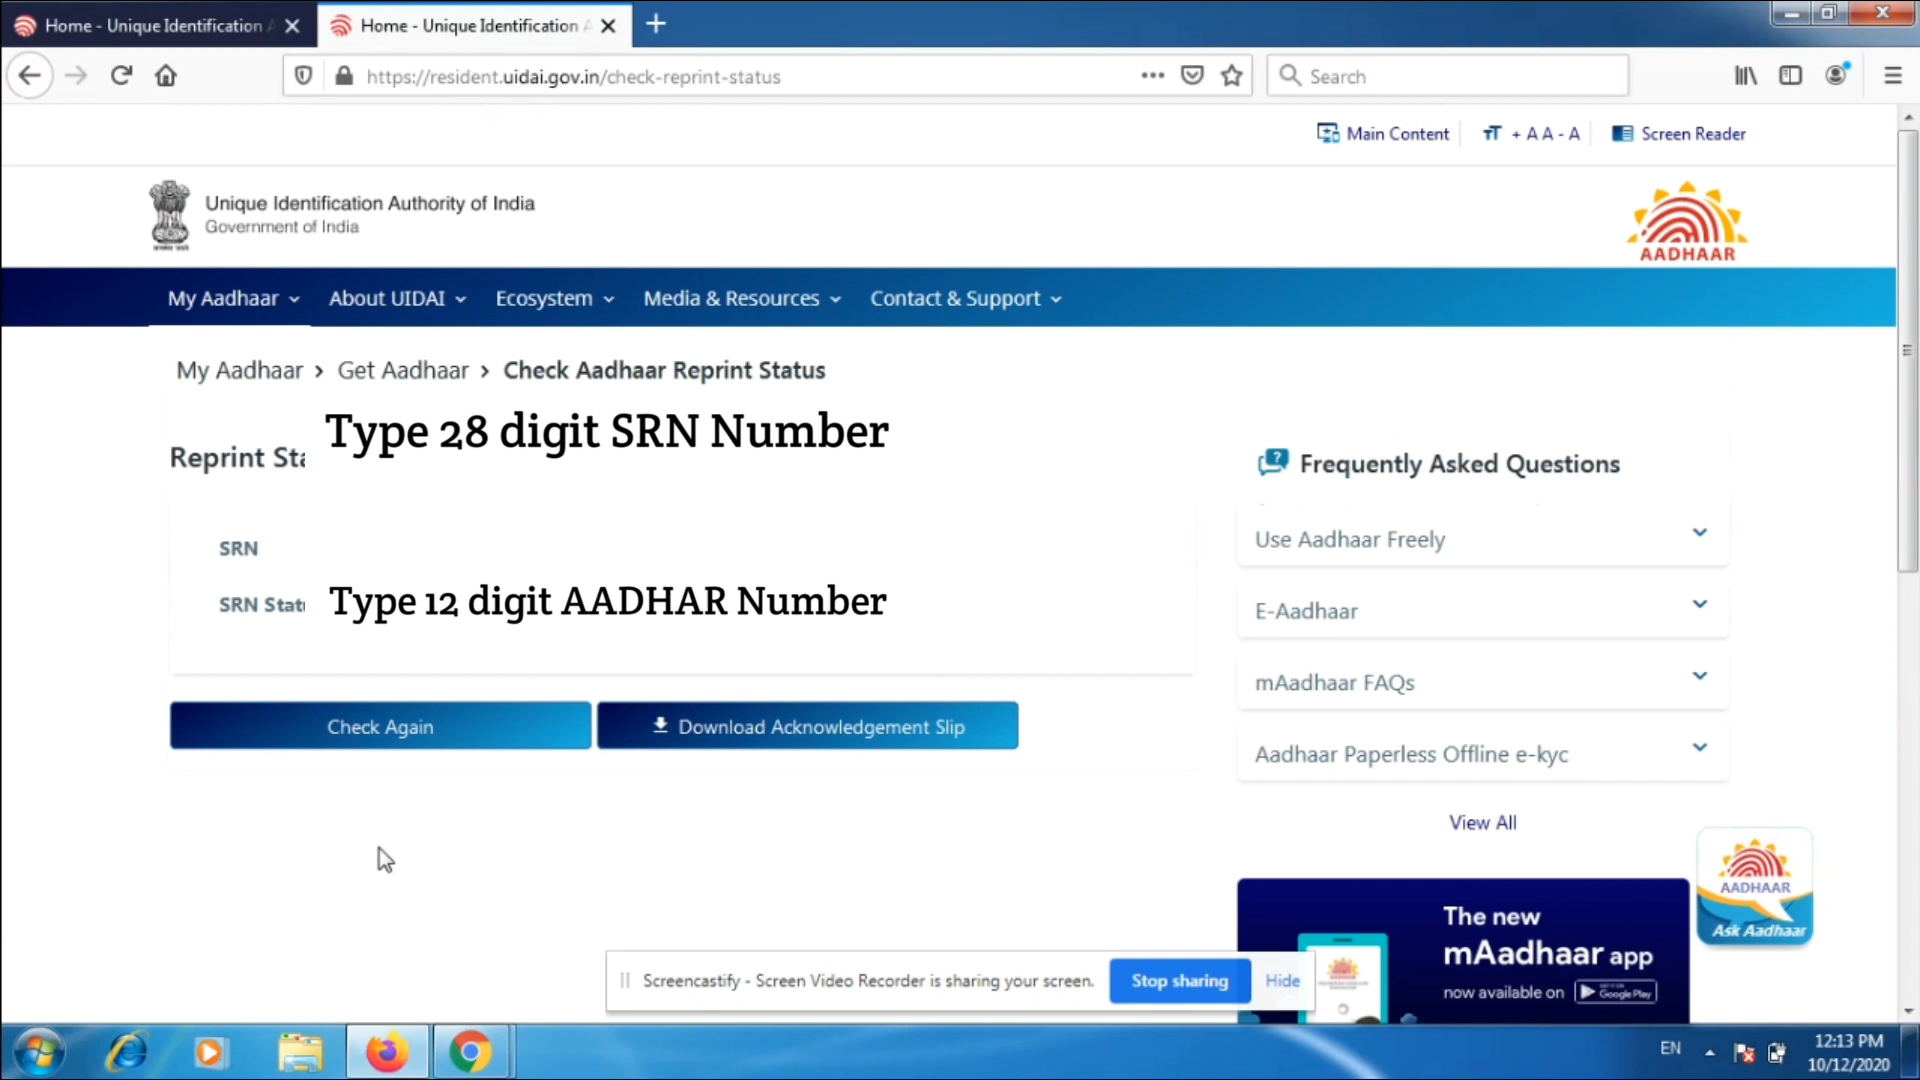 Home - Unique Identification A
Home - Unique Identification A
https://resident.uidai.gov.in/check-reprint-status
Search
Main Content
TT + A A - A
Screen Reader
Unique Identification Authority of India
Government of India
AADHAAR
My Aadhaar
About UIDAI
Ecosystem
Media & Resources
Contact & Support
My Aadhaar > Get Aadhaar > Check Aadhaar Reprint Status
Type 28 digit SRN Number
Reprint Sta
Frequently Asked Questions
SRN
Use Aadhaar Freely
SRN Stat
Type 12 digit AADHAR Number
E-Aadhaar
mAadhaar FAQs
Check Again
Download Acknowledgement Slip
Aadhaar Paperless Offline e-kyc
View All
AADHAAR
Ask Aadhaar
The new
mAadhaar app
now available on
Google Play
Screencastify - Screen Video Recorder is sharing your screen.
Stop sharing
Hide
EN
12:13 PM
10/12/2020